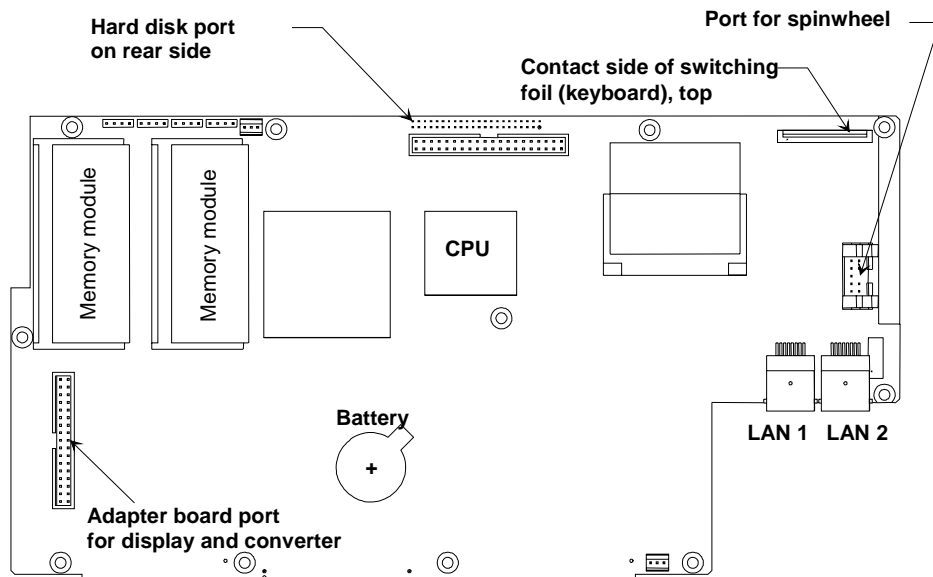 Hard disk port
on rear side
Port for spinwheel
Contact side of switching
foil (keyboard), top
Memory module
Memory module
CPU
Battery
LAN 1
LAN 2
Adapter board port
for display and converter